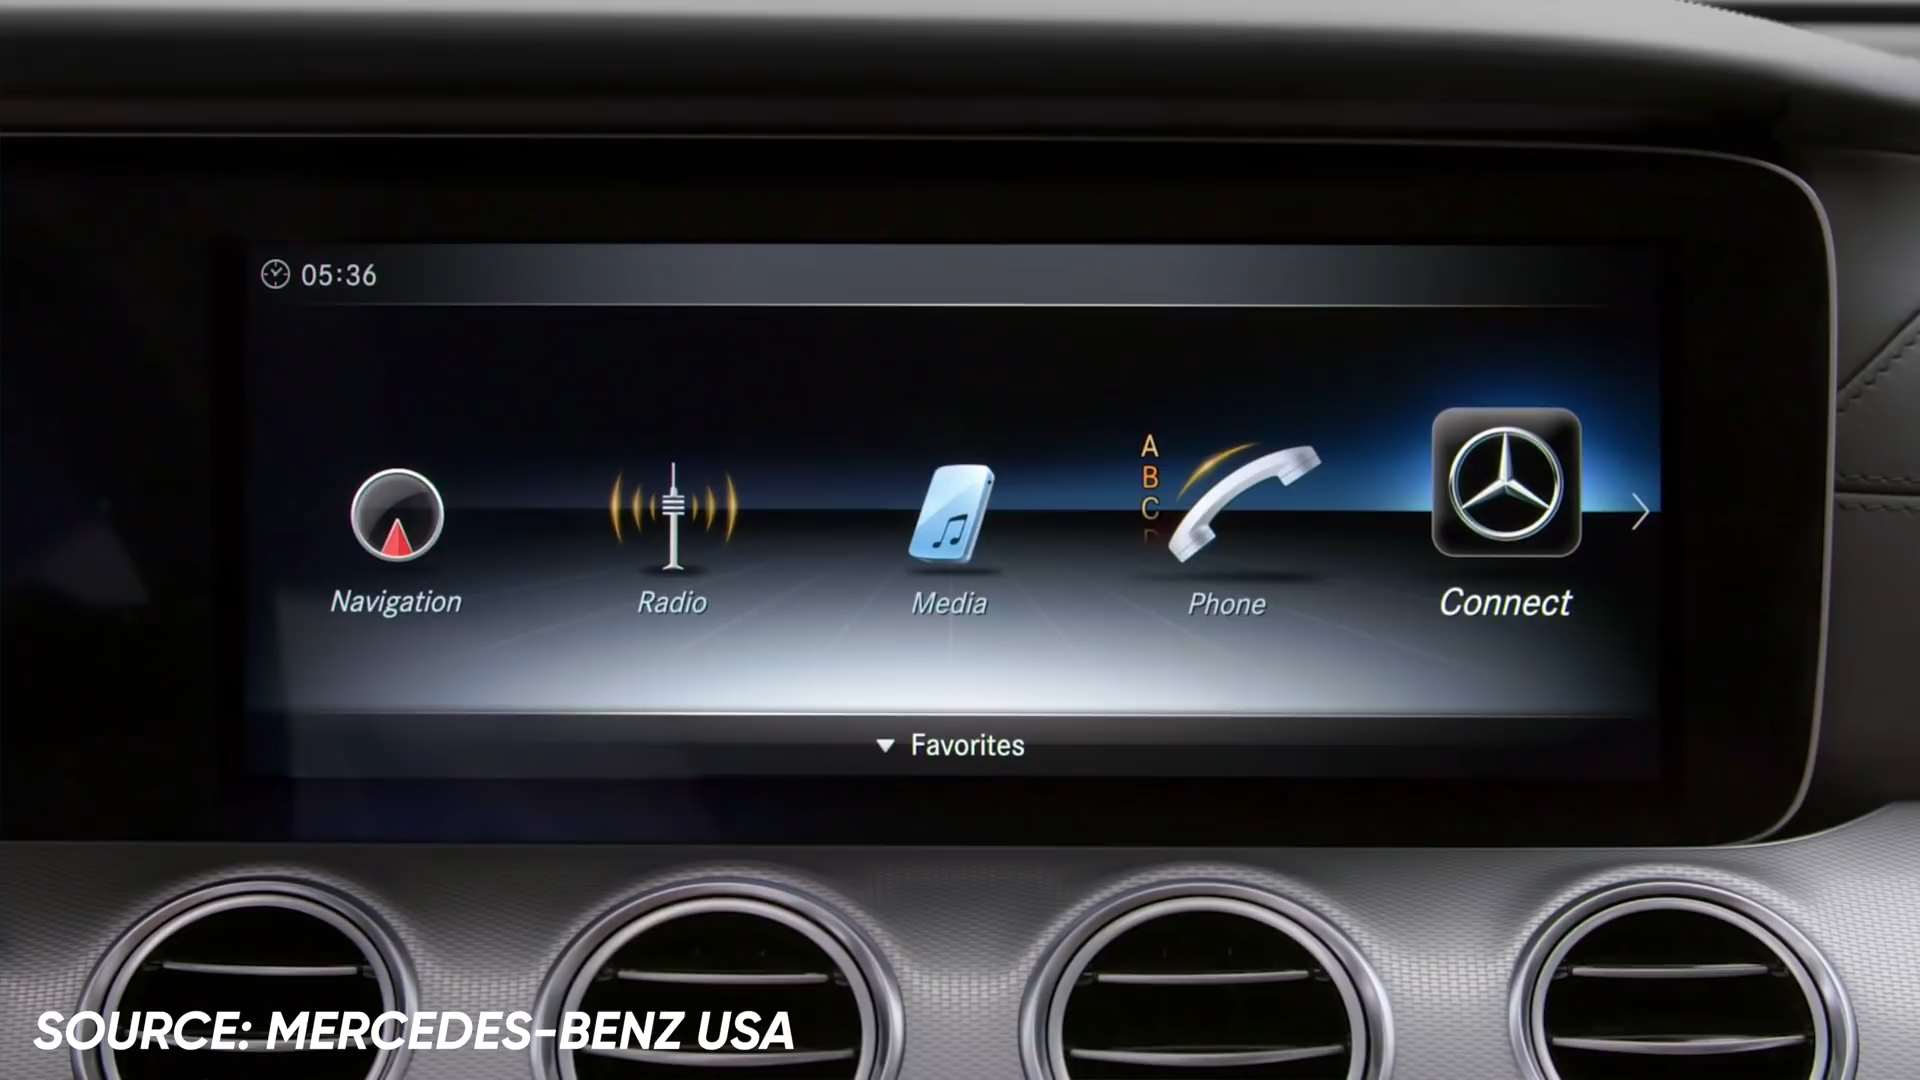 05:36
A
B
C
D
Navigation
Radio
Media
Phone
Connect
Favorites
SOURCE: MERCEDES-BENZ USA